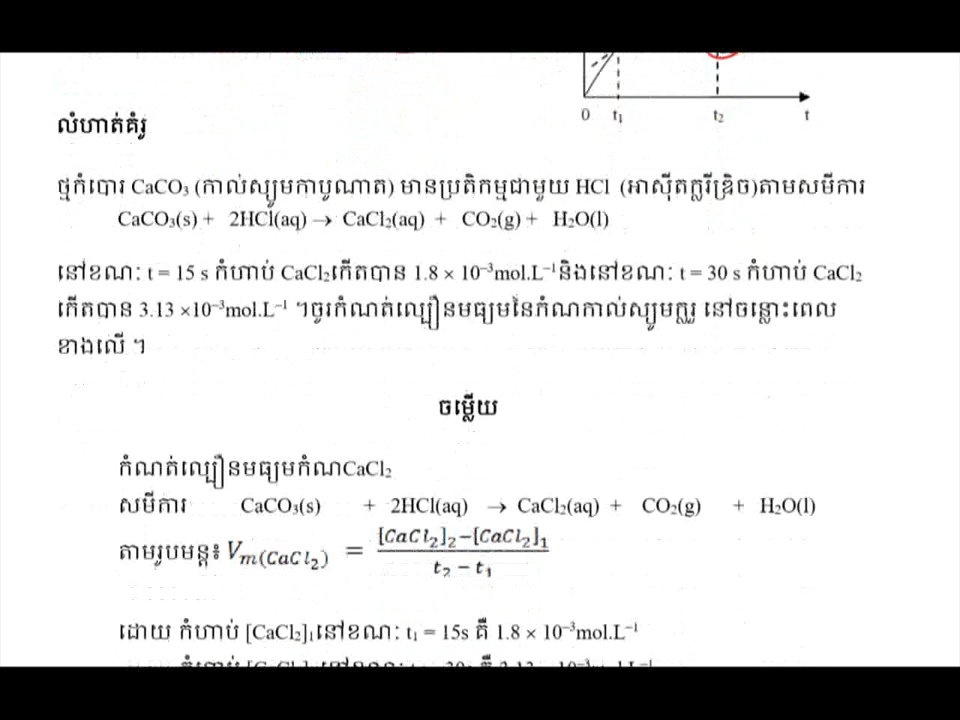 0 t₁ t₂ t
លំហាត់គំរូ
ថ្មកំបោរ CaCO₃ (កាល់ស្យូមកាបូណាត) មានប្រតិកម្មជាមួយ HCl (អាស៊ីតក្លរីឌ្រិច)តាមសមីការ
CaCO₃(s) + 2HCl(aq) → CaCl₂(aq) + CO₂(g) + H₂O(l)
នៅខណៈ t = 15 s កំហាប់ CaCl₂កើតបាន 1.8 × 10⁻³mol.L⁻¹និងនៅខណៈ t = 30 s កំហាប់ CaCl₂
កើតបាន 3.13 ×10⁻³mol.L⁻¹ ។ចូរកំណត់ល្បឿនមធ្យមនៃកំណកាល់ស្យូមក្លរួ នៅចន្លោះពេល
ខាងលើ ។
ចម្លើយ
កំណត់ល្បឿនមធ្យមកំណCaCl₂
សមីការ CaCO₃(s) + 2HCl(aq) → CaCl₂(aq) + CO₂(g) + H₂O(l)
តាមរូបមន្ត៖ V_m(CaCl₂) = ([CaCl₂]₂−[CaCl₂]₁)/(t₂ − t₁)
ដោយ កំហាប់ [CaCl₂]₁នៅខណៈ t₁ = 15s គឺ 1.8 × 10⁻³mol.L⁻¹